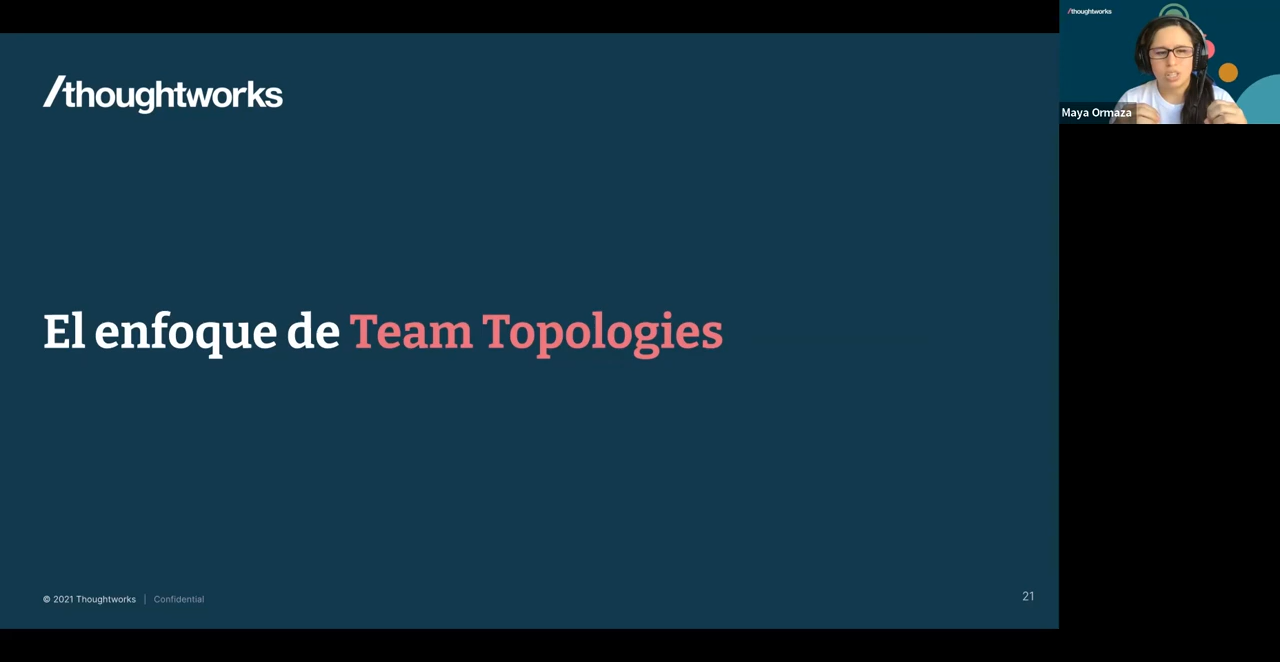 /thoughtworks
El enfoque de Team Topologies
© 2021 Thoughtworks | Confidential
21
/thoughtworks
Maya Ormaza